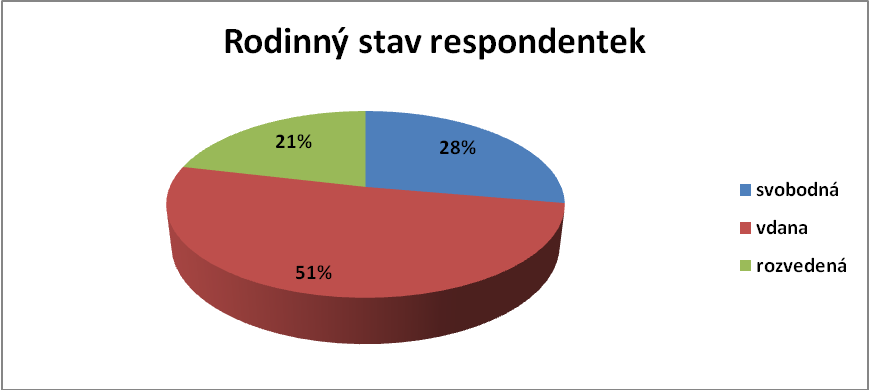 Rodinný stav respondentek
21%
28%
51%
svobodná
vdana
rozvedená